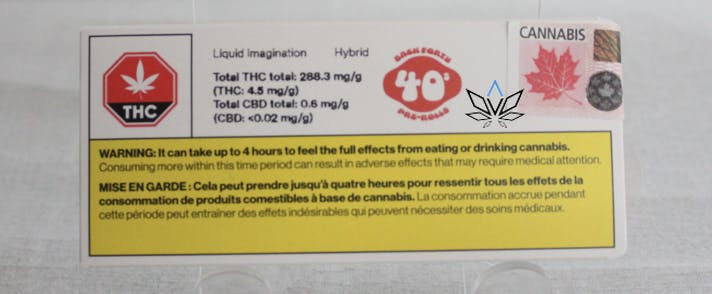 Liquid Imagination Hybrid
Total THC total: 288.3 mg/g
(THC: 4.5 mg/g)
Total CBD total: 0.6 mg/g
(CBD: <0.02 mg/g)
THC
BACK FORTY
40s
PRE-ROLLS
CANNABIS
WARNING: It can take up to 4 hours to feel the full effects from eating or drinking cannabis.
Consuming more within this time period can result in adverse effects that may require medical attention.
MISE EN GARDE : Cela peut prendre jusqu'à quatre heures pour ressentir tous les effets de la
consommation de produits comestibles à base de cannabis. La consommation accrue pendant
cette période peut entraîner des effets indésirables qui peuvent nécessiter des soins médicaux.